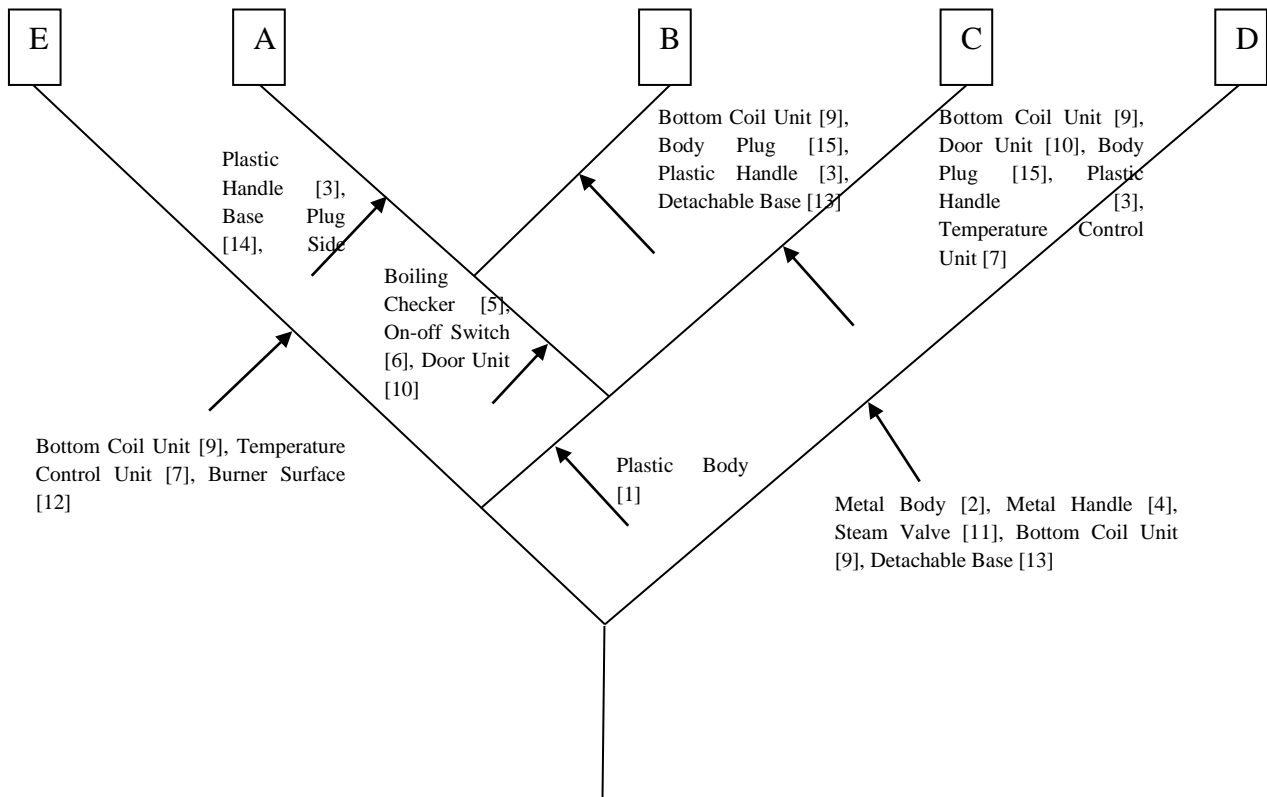 E
A
B
C
D
Bottom Coil Unit [9],
Body Plug [15],
Plastic Handle [3],
Detachable Base [13]
Bottom Coil Unit [9],
Door Unit [10], Body
Plug [15], Plastic
Handle [3],
Temperature Control
Unit [7]
Plastic
Handle [3],
Base Plug
[14], Side
Boiling
Checker [5],
On-off Switch
[6], Door Unit
[10]
Bottom Coil Unit [9], Temperature
Control Unit [7], Burner Surface
[12]
Plastic Body
[1]
Metal Body [2], Metal Handle [4],
Steam Valve [11], Bottom Coil Unit
[9], Detachable Base [13]